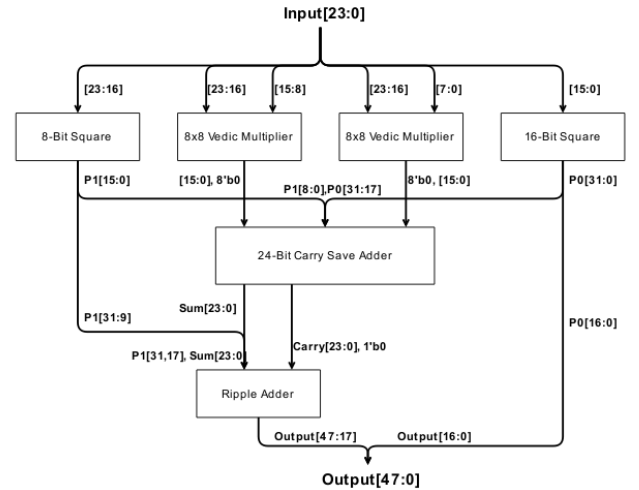 Input[23:0]
[23:16]
[23:16]
[15:8]
[23:16]
[7:0]
[15:0]
8-Bit Square
8x8 Vedic Multiplier
8x8 Vedic Multiplier
16-Bit Square
P1[15:0]
[15:0], 8'b0
P1[8:0],P0[31:17]
8'b0, [15:0]
P0[31:0]
24-Bit Carry Save Adder
Sum[23:0]
P1[31:9]
P0[16:0]
Carry[23:0], 1'b0
P1[31,17], Sum[23:0]
Ripple Adder
Output[47:17]
Output[16:0]
Output[47:0]